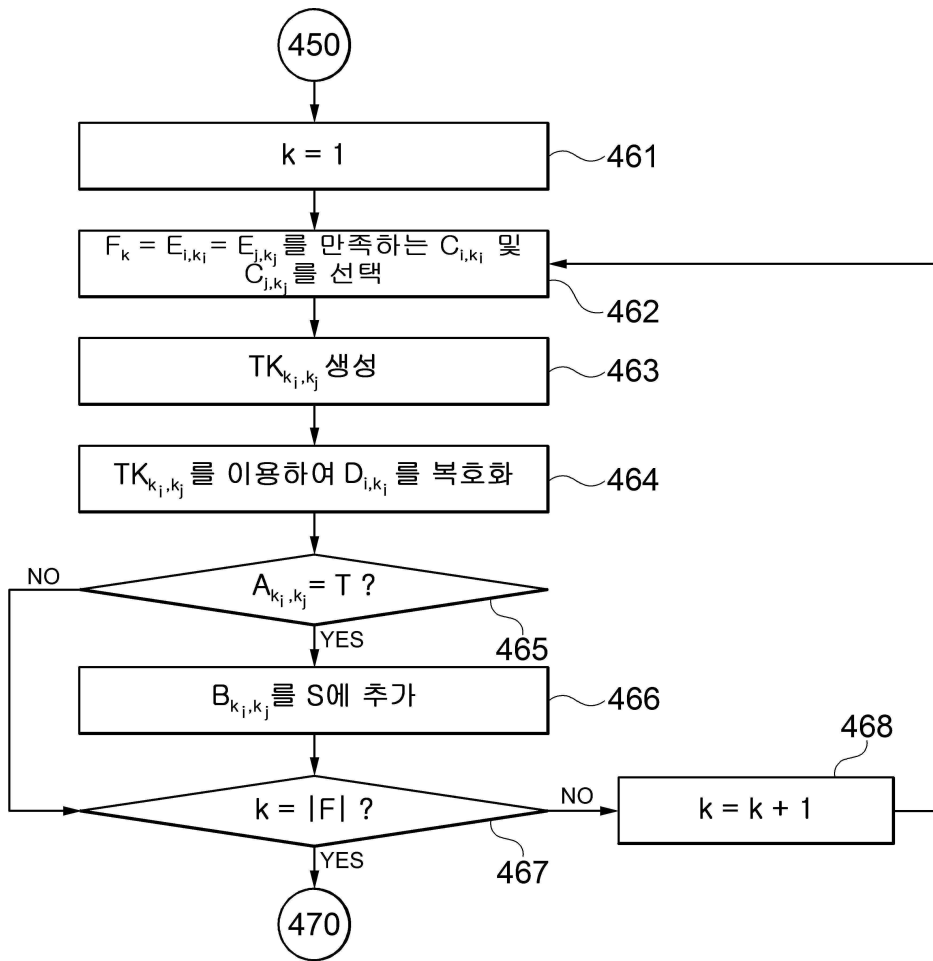 450
k = 1
461
F_k = E_{i,k_i} = E_{j,k_j} 를 만족하는 C_{i,k_i} 및
C_{j,k_j} 를 선택
462
TK_{k_i,k_j} 생성
463
TK_{k_i,k_j} 를 이용하여 D_{i,k_i} 를 복호화
464
NO
A_{k_i,k_j} = T ?
465
YES
B_{k_i,k_j} 를 S에 추가
466
468
k = |F| ?
NO
k = k + 1
467
YES
470